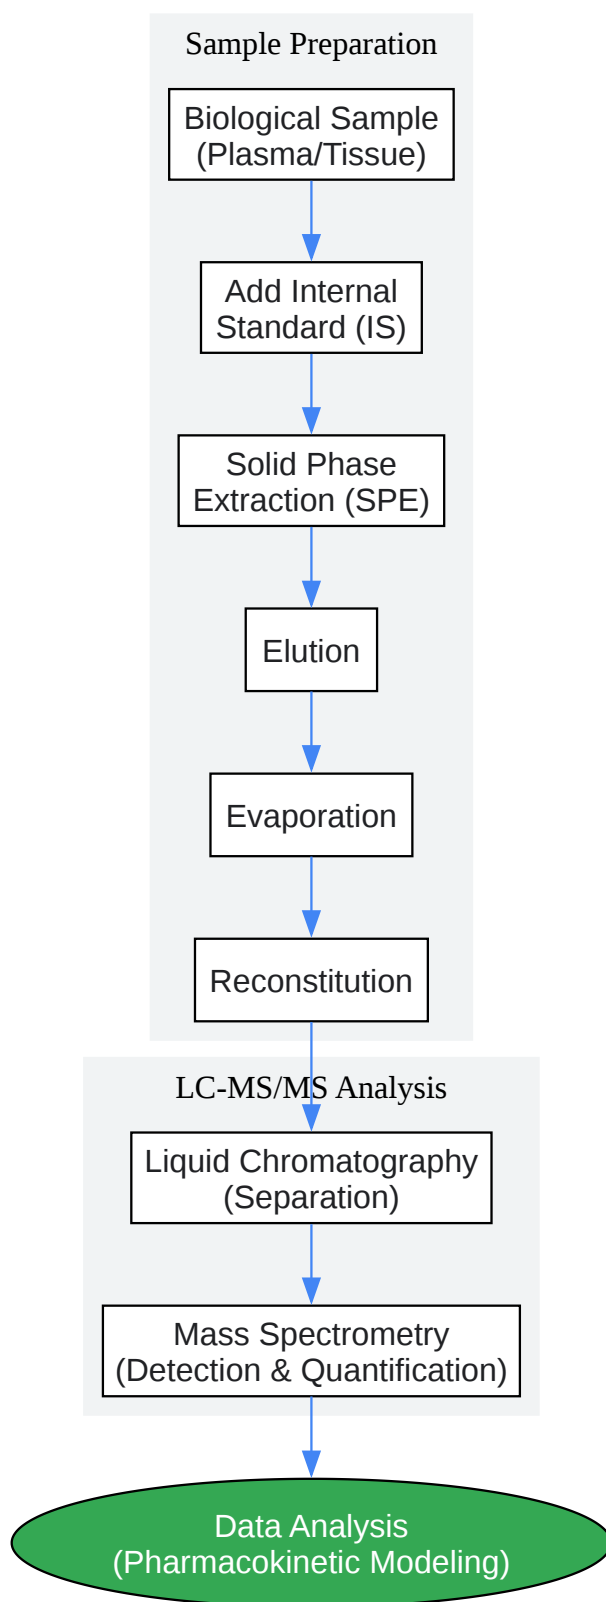 Sample Preparation
Biological Sample
(Plasma/Tissue)
Add Internal
Standard (IS)
Solid Phase
Extraction (SPE)
Elution
Evaporation
Reconstitution
LC-MS/MS Analysis
Liquid Chromatography
(Separation)
Mass Spectrometry
(Detection & Quantification)
Data Analysis
(Pharmacokinetic Modeling)